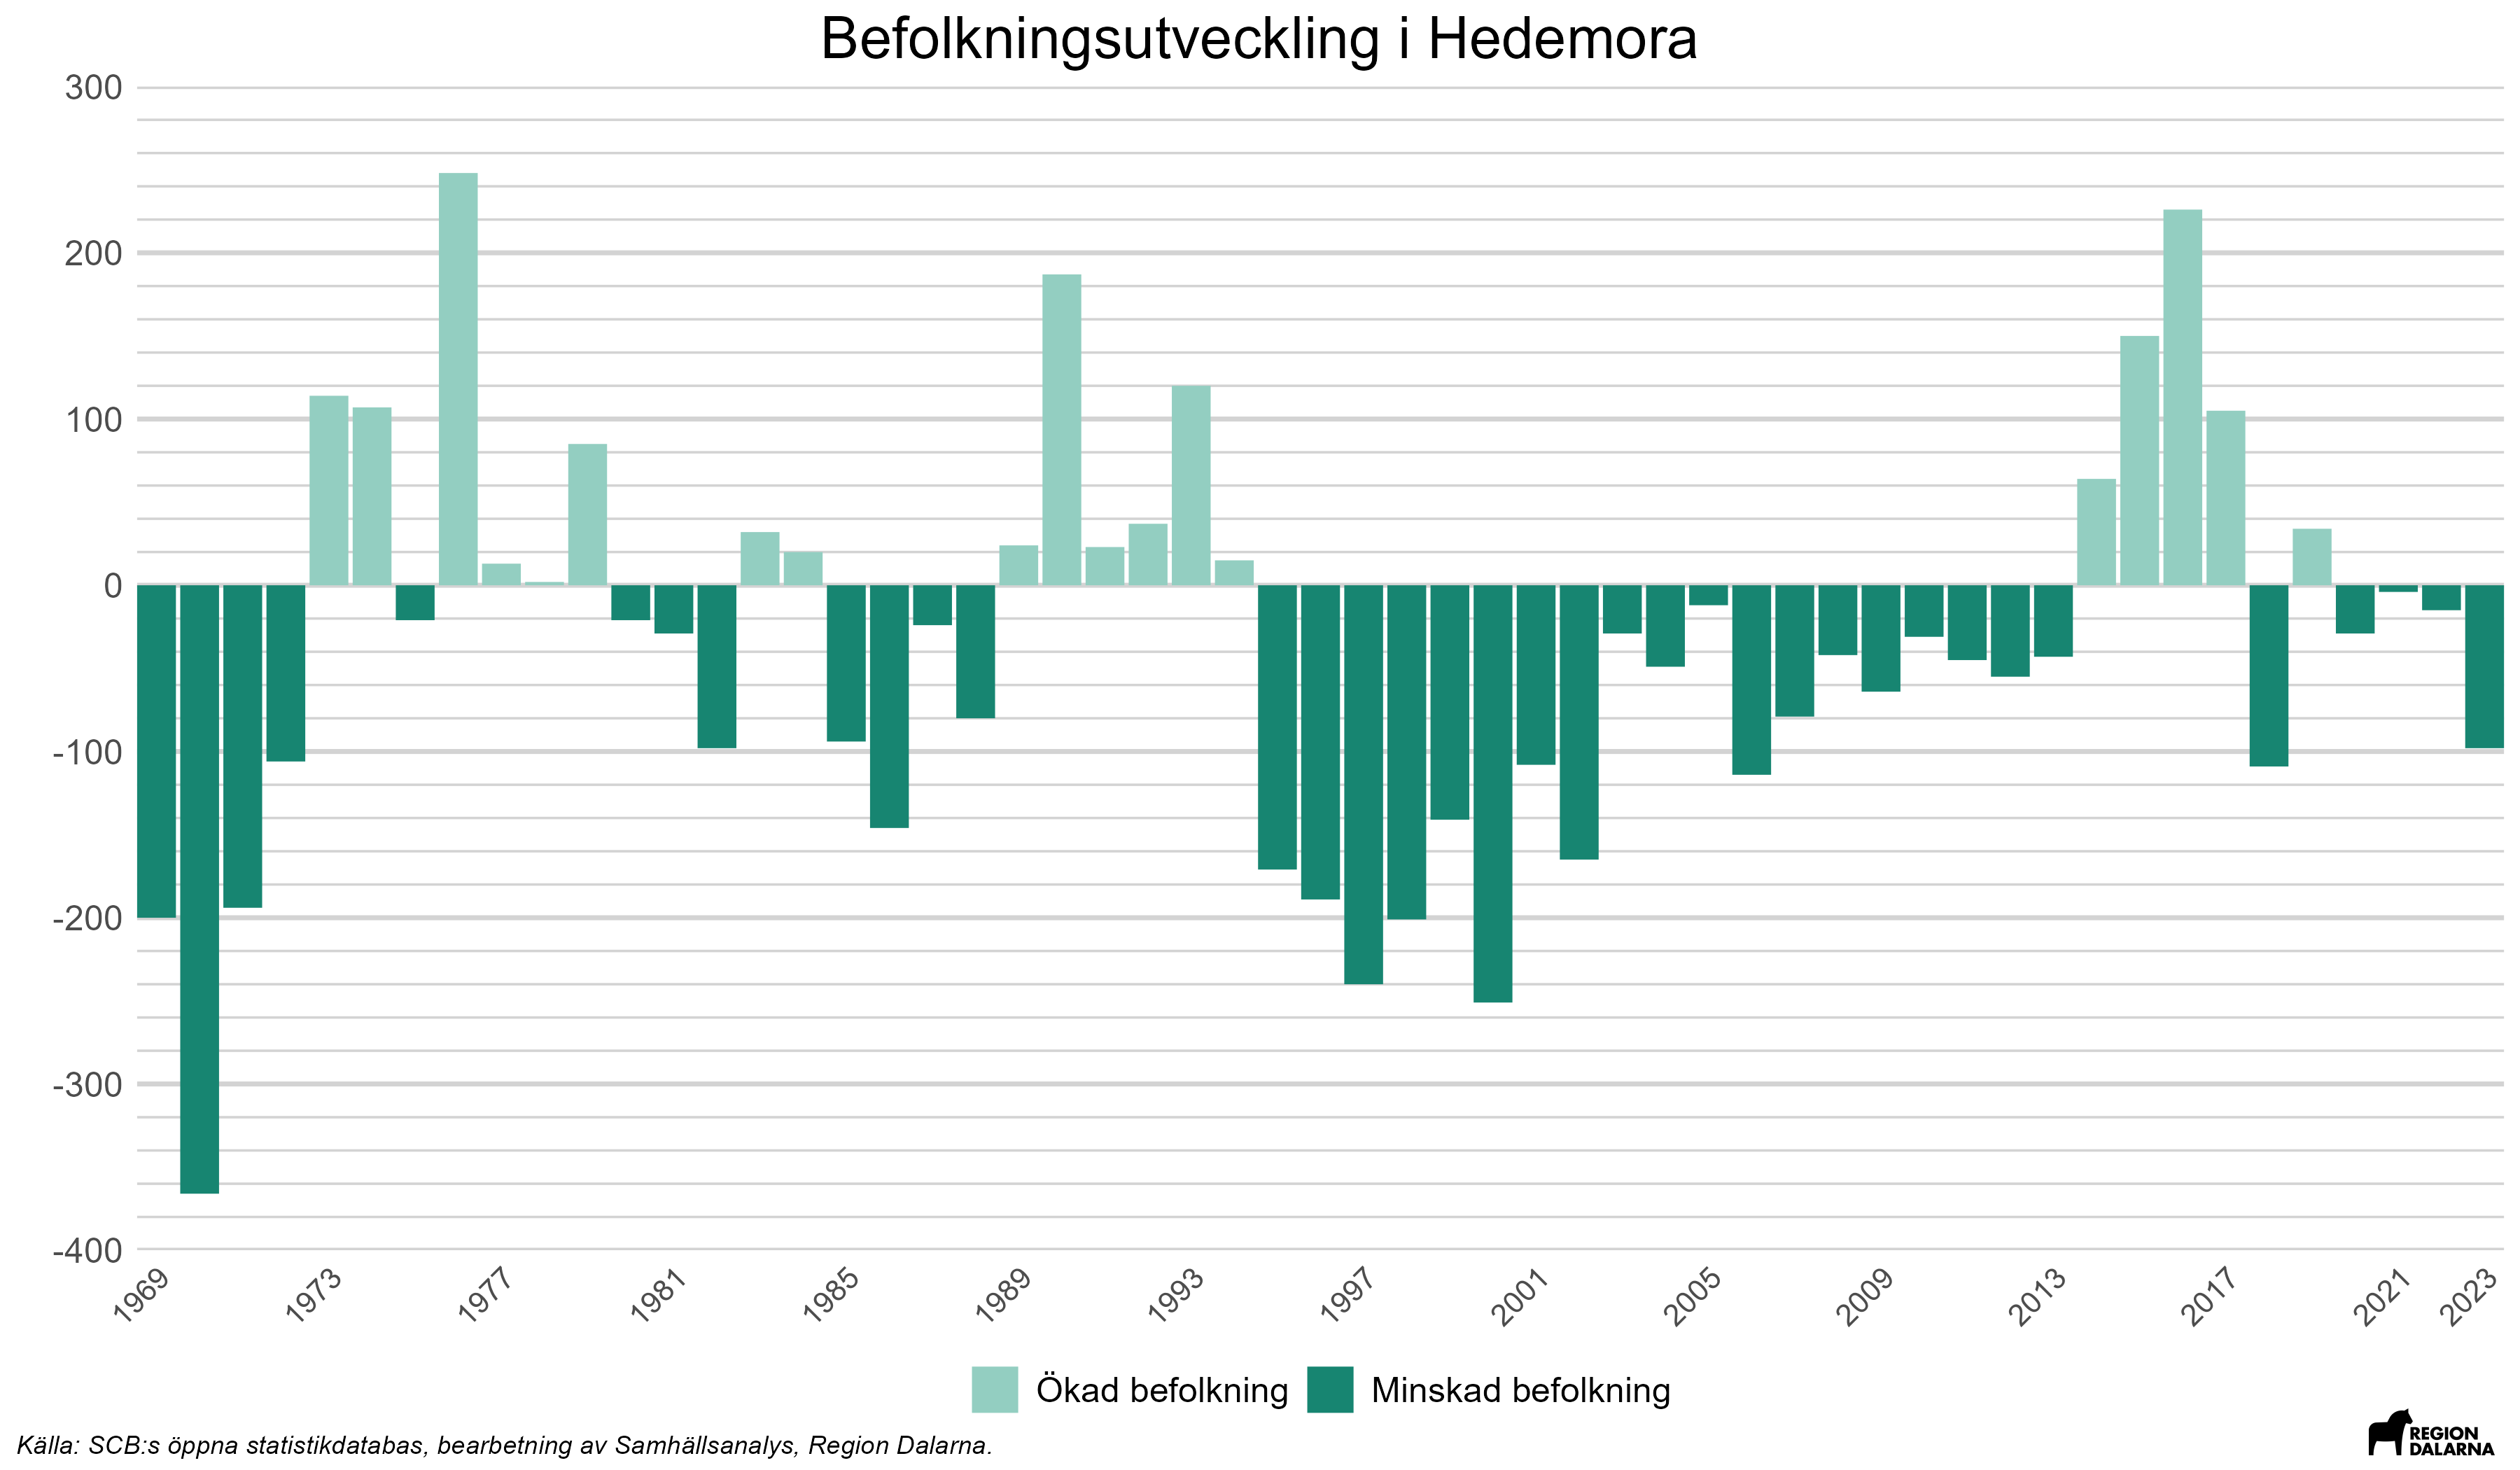 Befolkningsutveckling i Hedemora
300
200
100
0
-100
-200
-300
-400
1969 1973 1977 1981 1985 1989 1993 1997 2001 2005 2009 2013 2017 2021 2023
Ökad befolkning Minskad befolkning
Källa: SCB:s öppna statistikdatabas, bearbetning av Samhällsanalys, Region Dalarna.
REGION
DALARNA